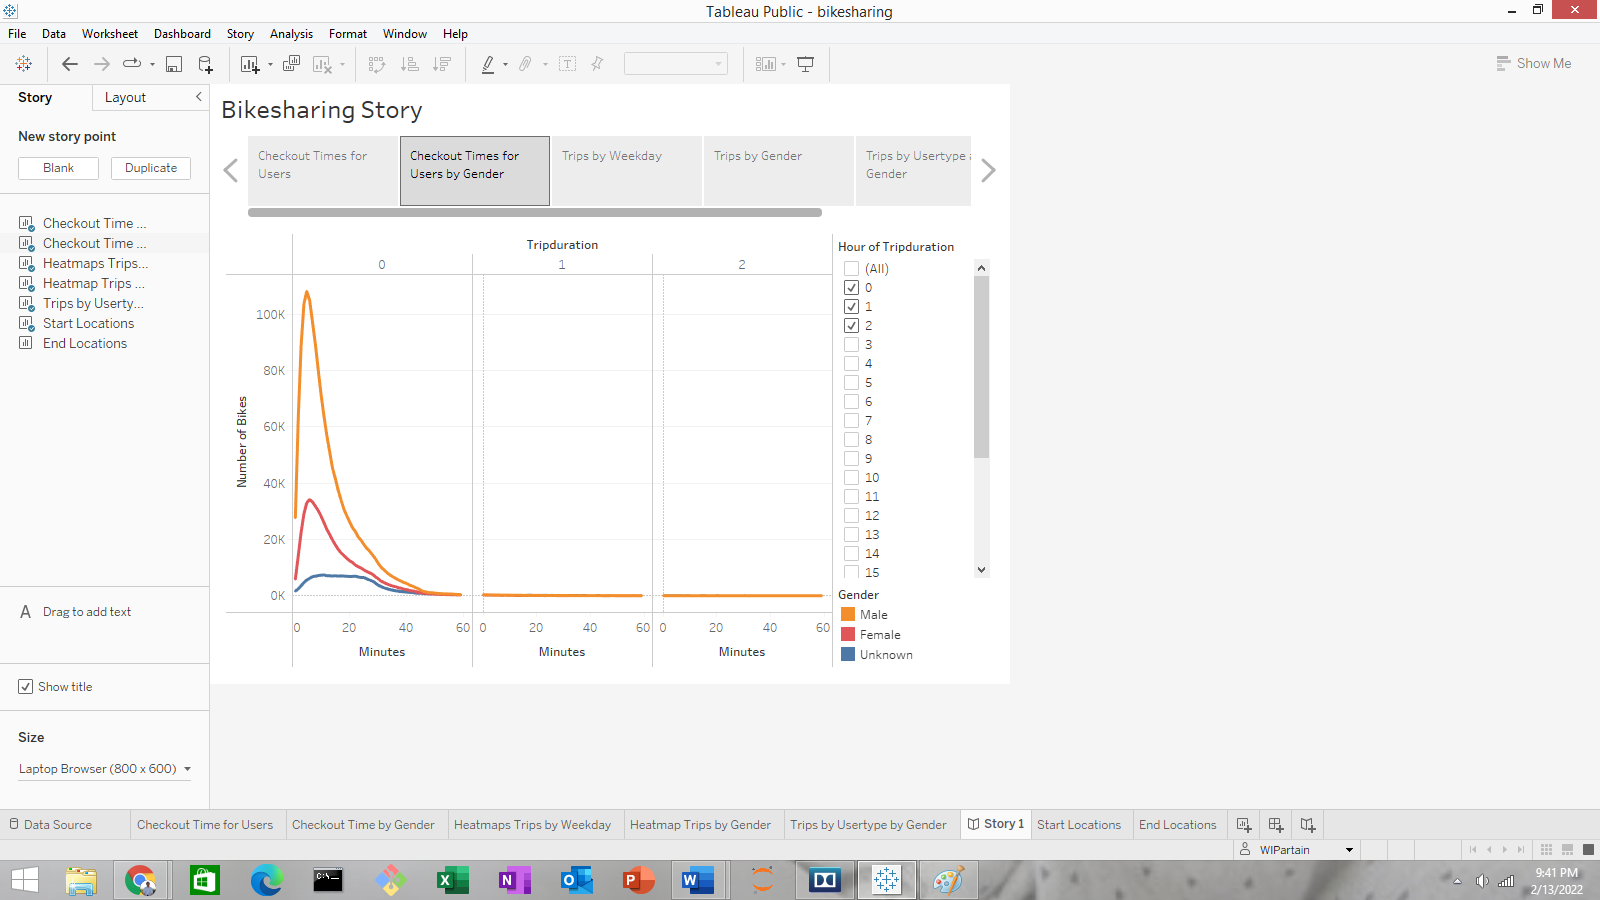 Tableau Public - bikesharing
File Data Worksheet Dashboard Story Analysis Format Window Help
Show Me
Story Layout
New story point
Blank Duplicate
Checkout Time ...
Checkout Time ...
Heatmaps Trips...
Heatmap Trips ...
Trips by Userty...
Start Locations
End Locations
A Drag to add text
Show title
Size
Laptop Browser (800 x 600)
Bikesharing Story
Checkout Times for
Users
Checkout Times for
Users by Gender
Trips by Weekday
Trips by Gender
Trips by Usertype
Gender
Tripduration
0 1 2
100K
80K
60K
40K
20K
0K
Number of Bikes
0 20 40 60 0 20 40 60 0 20 40 60
Minutes Minutes Minutes
Hour of Tripduration
(All)
0
1
2
3
4
5
6
7
8
9
10
11
12
13
14
15
Gender
Male
Female
Unknown
Data Source Checkout Time for Users Checkout Time by Gender Heatmaps Trips by Weekday Heatmap Trips by Gender Trips by Usertype by Gender Story 1 Start Locations End Locations
WIPartain
9:41 PM
2/13/2022